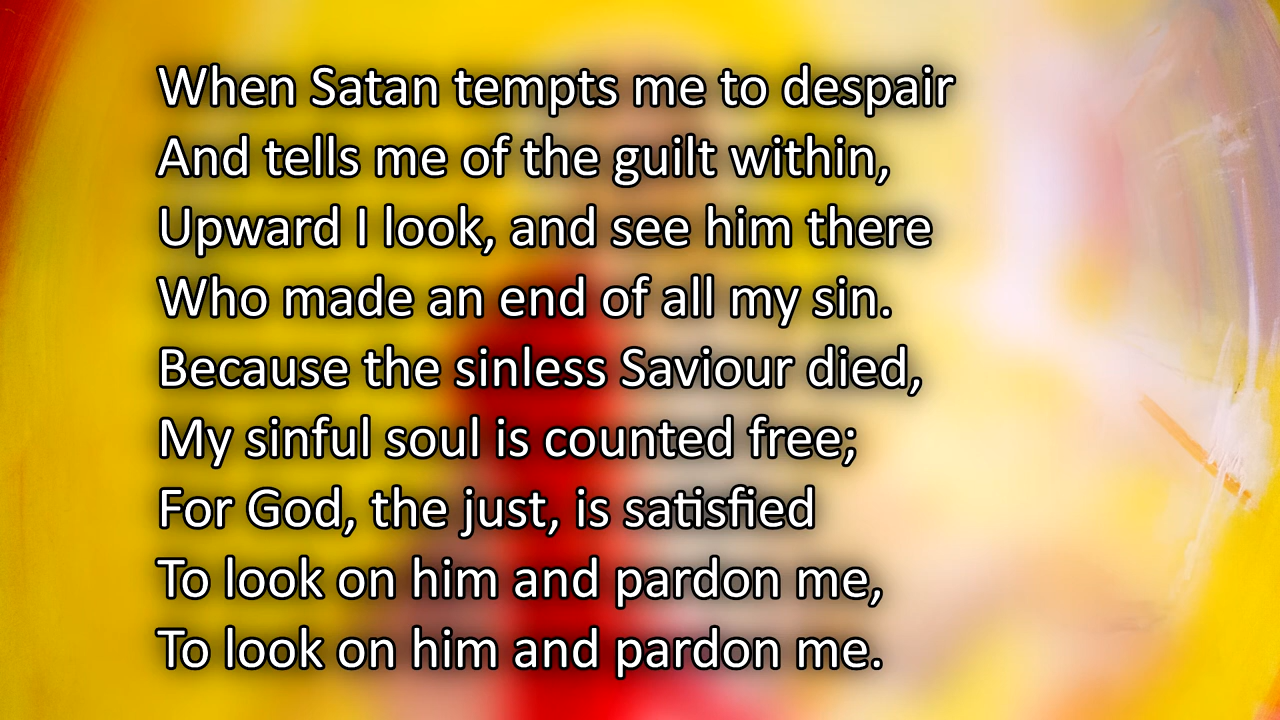 When Satan tempts me to despair
And tells me of the guilt within,
Upward I look, and see him there
Who made an end of all my sin.
Because the sinless Saviour died,
My sinful soul is counted free;
For God, the just, is satisfied
To look on him and pardon me,
To look on him and pardon me.